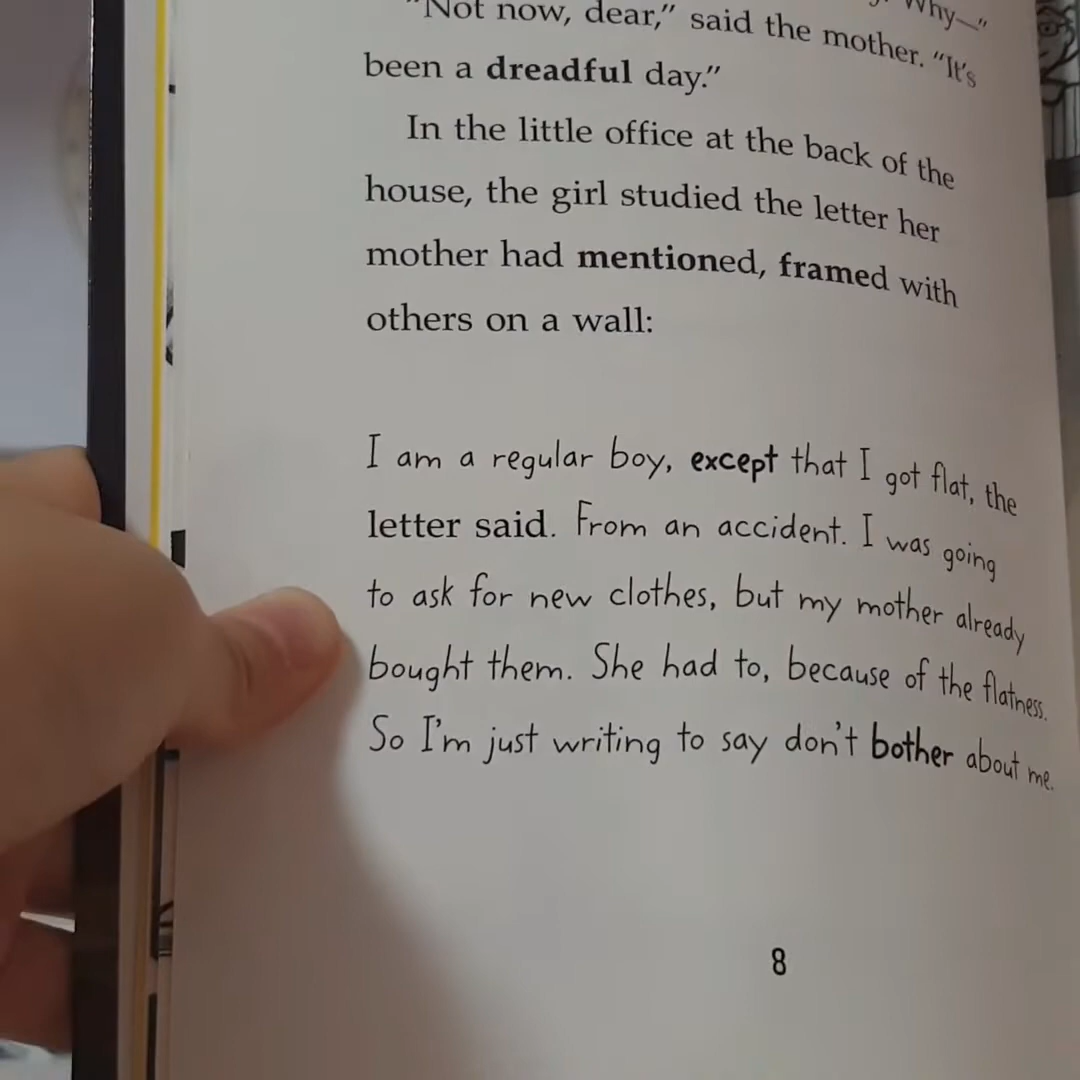 Why—"
"Not now, dear," said the mother. "It's
been a dreadful day."
In the little office at the back of the
house, the girl studied the letter her
mother had mentioned, framed with
others on a wall:
I am a regular boy, except that I got flat, the
letter said. From an accident. I was going
to ask for new clothes, but my mother already
bought them. She had to, because of the flatness.
So I'm just writing to say don't bother about me.
8